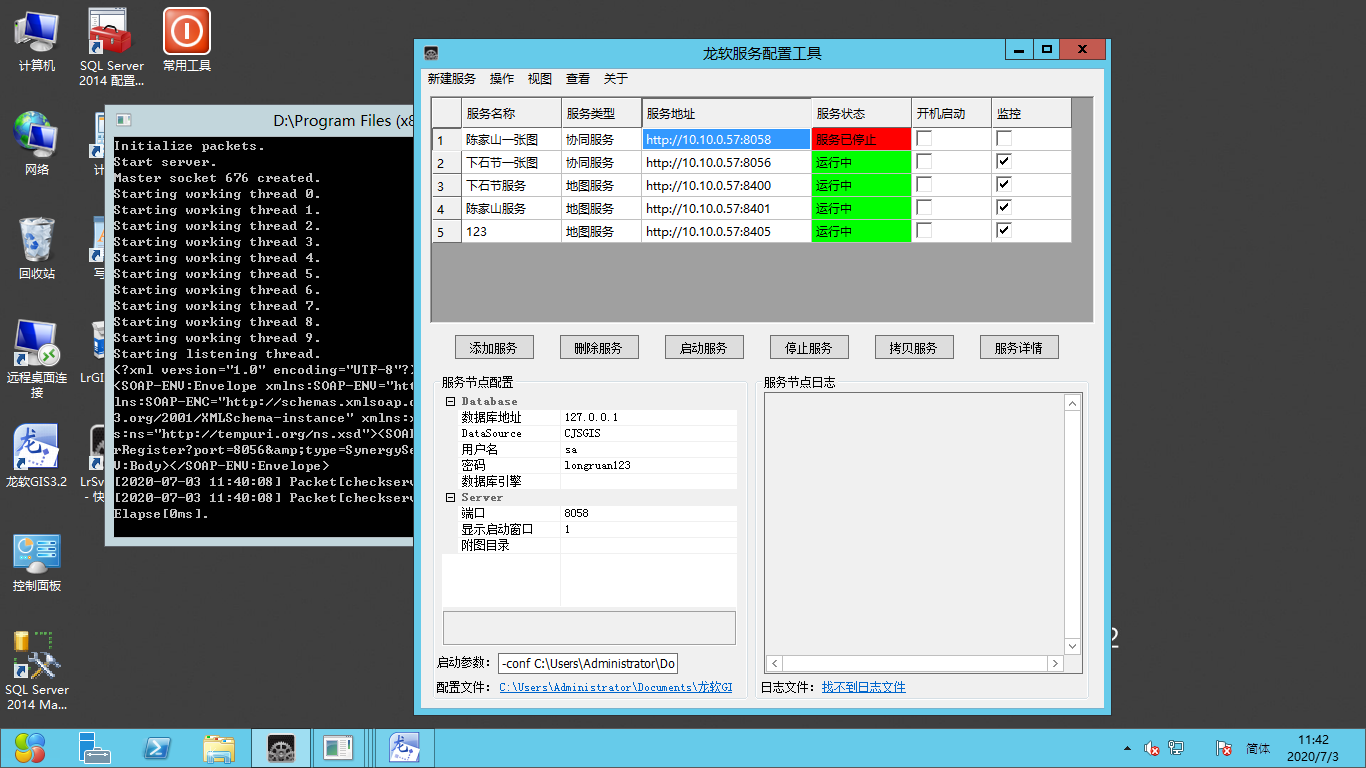 计算机
SQL Server
2014 配置...
常用工具
网络
计
回收站
写
远程桌面连
接
LrGI
龙软GIS3.2
LrSv
- 快
控制面板
SQL Server
2014 Ma...
D:\Program Files (x8
Initialize packets.
Start server.
Master socket 676 created.
Starting working thread 0.
Starting working thread 1.
Starting working thread 2.
Starting working thread 3.
Starting working thread 4.
Starting working thread 5.
Starting working thread 6.
Starting working thread 7.
Starting working thread 8.
Starting working thread 9.
Starting listening thread.
<?xml version="1.0" encoding="UTF-8"?>
<SOAP-ENV:Envelope xmlns:SOAP-ENV="htt
lns:SOAP-ENC="http://schemas.xmlsoap.o
3.org/2001/XMLSchema-instance" xmlns:x
s:ns="http://tempuri.org/ns.xsd"><SOAP
rRegister?port=8056&amp;type=SynergySe
V:Body></SOAP-ENV:Envelope>
[2020-07-03 11:40:08] Packet[checkserv
[2020-07-03 11:40:08] Packet[checkserv
Elapse[0ms].
龙软服务配置工具
新建服务 操作 视图 查看 关于
服务名称 服务类型 服务地址 服务状态 开机启动 监控
1 陈家山一张图 协同服务 http://10.10.0.57:8058 服务已停止
2 下石节一张图 协同服务 http://10.10.0.57:8056 运行中
3 下石节服务 地图服务 http://10.10.0.57:8400 运行中
4 陈家山服务 地图服务 http://10.10.0.57:8401 运行中
5 123 地图服务 http://10.10.0.57:8405 运行中
添加服务 删除服务 启动服务 停止服务 拷贝服务 服务详情
服务节点配置
Database
数据库地址 127.0.0.1
DataSource CJSGIS
用户名 sa
密码 longruan123
数据库引擎
Server
端口 8058
显示启动窗口 1
附图目录
启动参数: -conf C:\Users\Administrator\Do
配置文件: C:\Users\Administrator\Documents\龙软GI
服务节点日志
日志文件: 找不到日志文件
2
龙
简体
11:42
2020/7/3